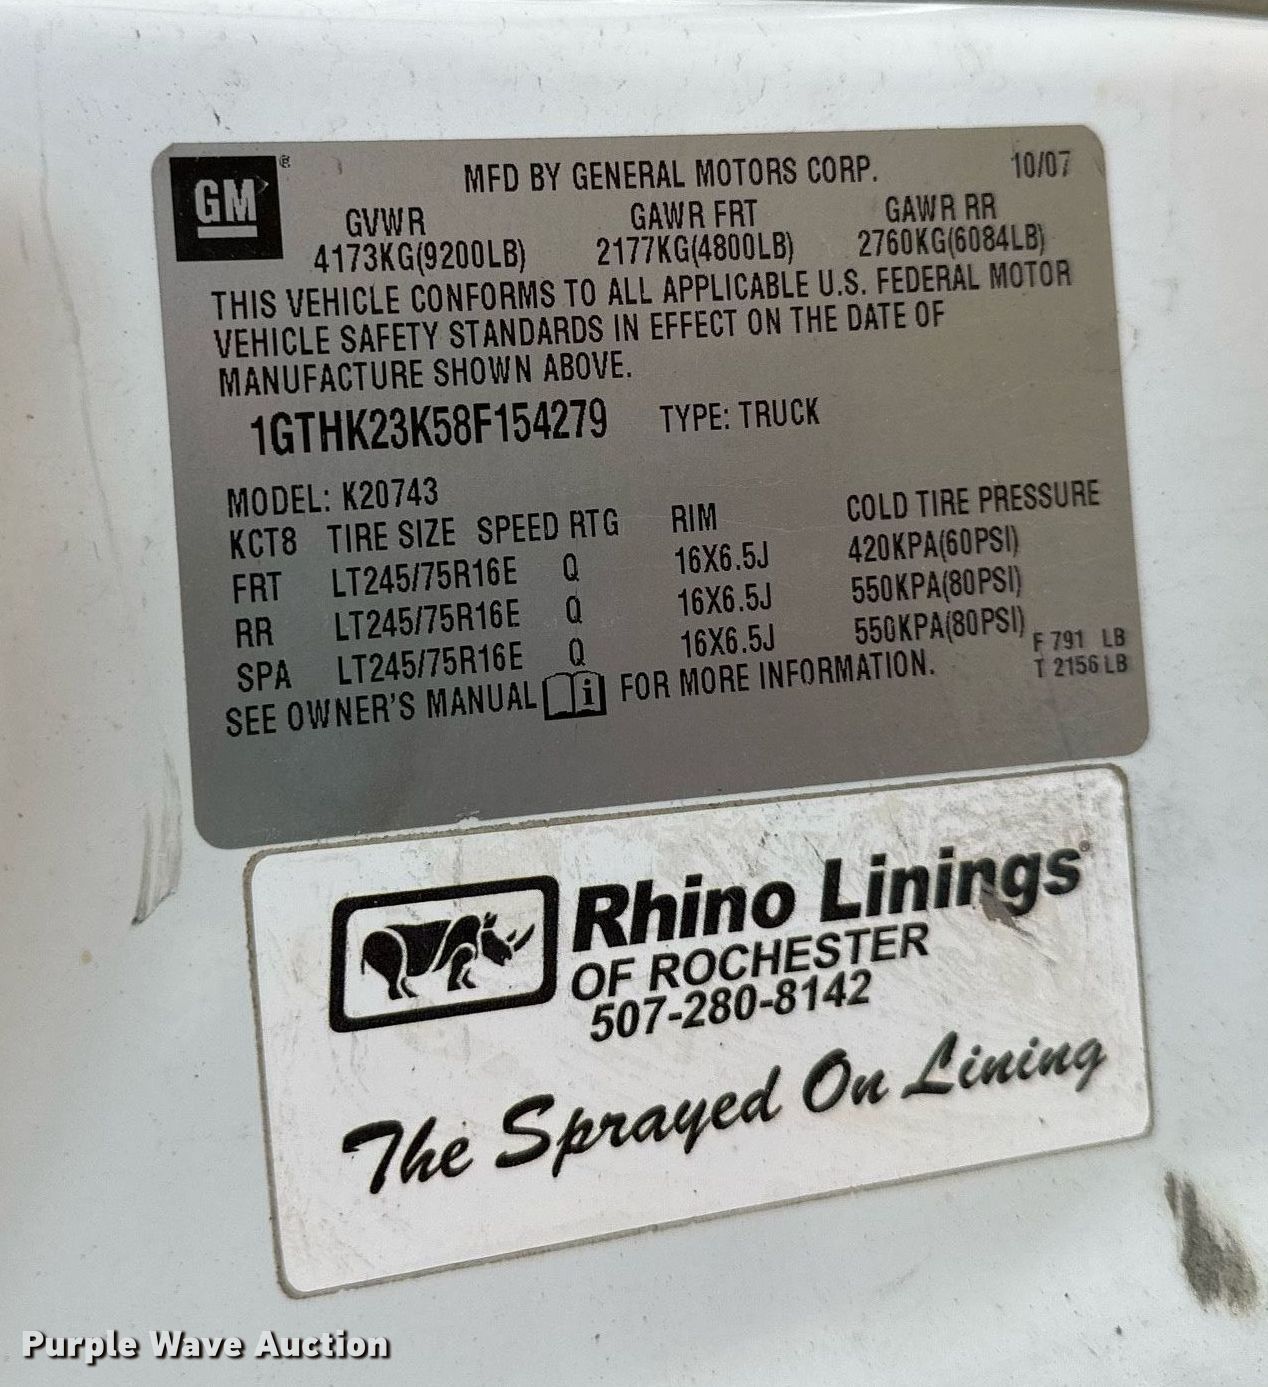 GM®
MFD BY GENERAL MOTORS CORP. 10/07
GVWR GAWR FRT GAWR RR
4173KG(9200LB) 2177KG(4800LB) 2760KG(6084LB)
THIS VEHICLE CONFORMS TO ALL APPLICABLE U.S. FEDERAL MOTOR
VEHICLE SAFETY STANDARDS IN EFFECT ON THE DATE OF
MANUFACTURE SHOWN ABOVE.
1GTHK23K58F154279 TYPE: TRUCK
MODEL: K20743
KCT8 TIRE SIZE SPEED RTG RIM COLD TIRE PRESSURE
FRT LT245/75R16E Q 16X6.5J 420KPA(60PSI)
RR LT245/75R16E Q 16X6.5J 550KPA(80PSI)
SPA LT245/75R16E Q 16X6.5J 550KPA(80PSI) F 791 LB
SEE OWNER'S MANUAL i FOR MORE INFORMATION. T 2156 LB
Rhino Linings®
OF ROCHESTER
507-280-8142
The Sprayed On Lining
Purple Wave Auction